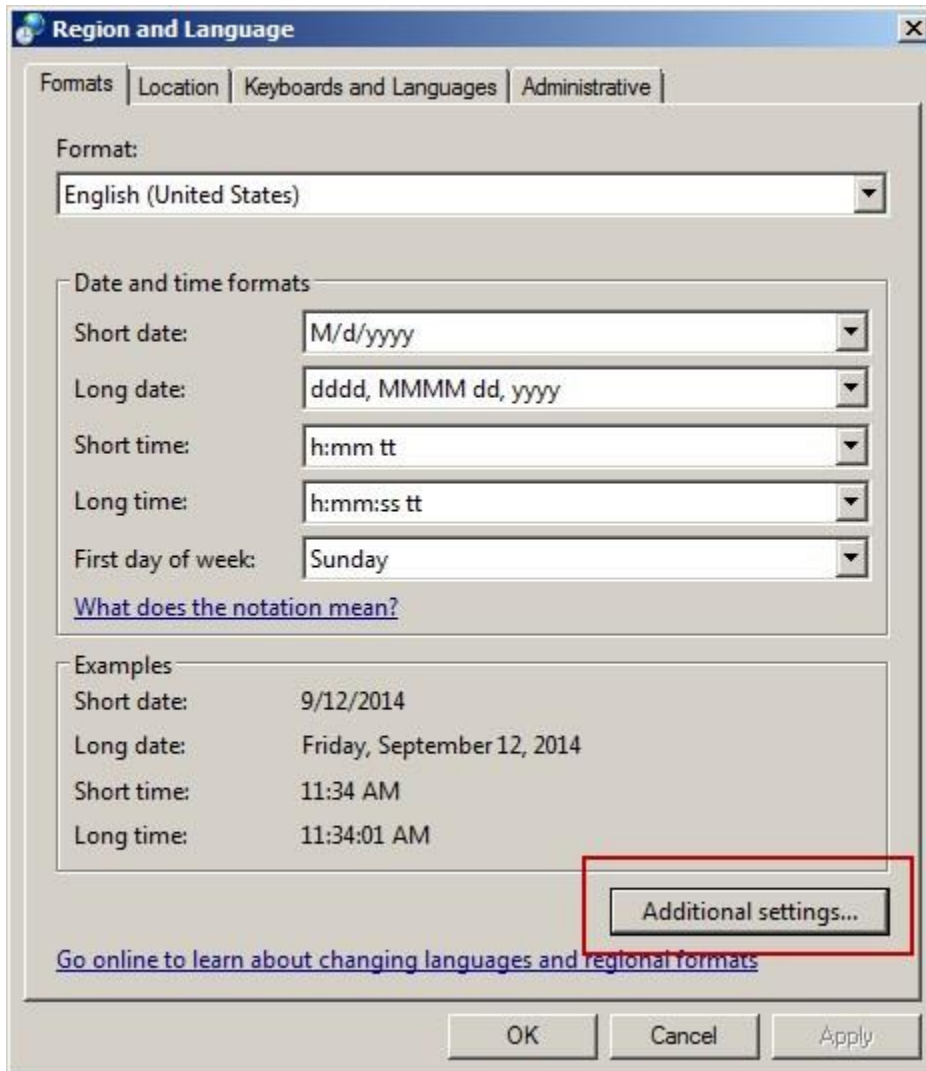 Region and Language
Formats Location Keyboards and Languages Administrative
Format:
English (United States)
Date and time formats
Short date: M/d/yyyy
Long date: dddd, MMMM dd, yyyy
Short time: h:mm tt
Long time: h:mm:ss tt
First day of week: Sunday
What does the notation mean?
Examples
Short date: 9/12/2014
Long date: Friday, September 12, 2014
Short time: 11:34 AM
Long time: 11:34:01 AM
Additional settings...
Go online to learn about changing languages and regional formats
OK Cancel Apply